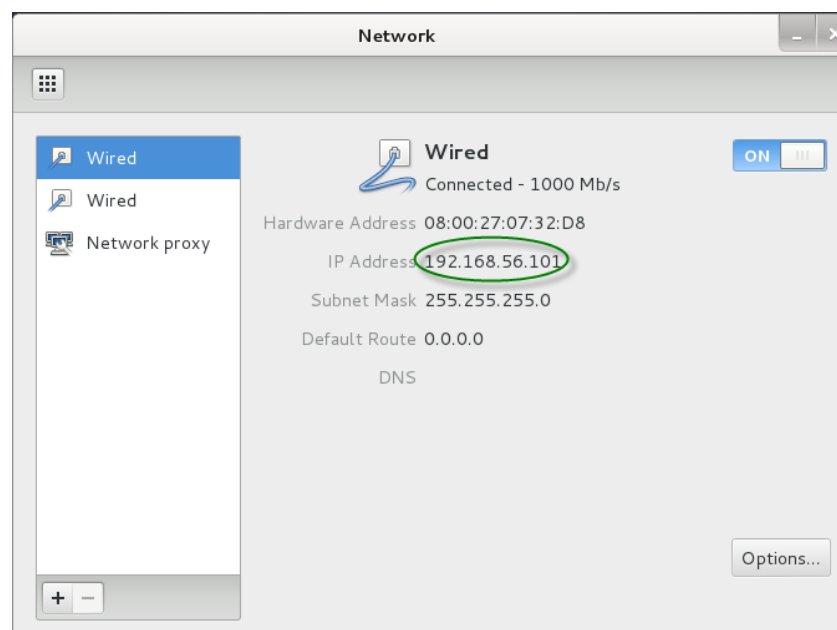 Network
Wired
Wired
Network proxy
Wired
Connected - 1000 Mb/s
ON
Hardware Address 08:00:27:07:32:D8
IP Address 192.168.56.101
Subnet Mask 255.255.255.0
Default Route 0.0.0.0
DNS
Options...